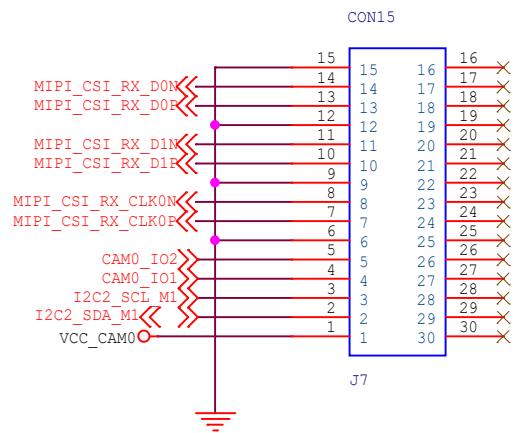 CON15
15 15 16 16
MIPI_CSI_RX_D0N 14 14 17 17
MIPI_CSI_RX_D0P 13 13 18 18
12 12 19 19
MIPI_CSI_RX_D1N 11 11 20 20
MIPI_CSI_RX_D1P 10 10 21 21
9 9 22 22
MIPI_CSI_RX_CLK0N 8 8 23 23
MIPI_CSI_RX_CLK0P 7 7 24 24
6 6 25 25
CAM0_IO2 5 5 26 26
CAM0_IO1 4 4 27 27
I2C2_SCL_M1 3 3 28 28
I2C2_SDA_M1 2 2 29 29
VCC_CAM0 1 1 30 30
J7